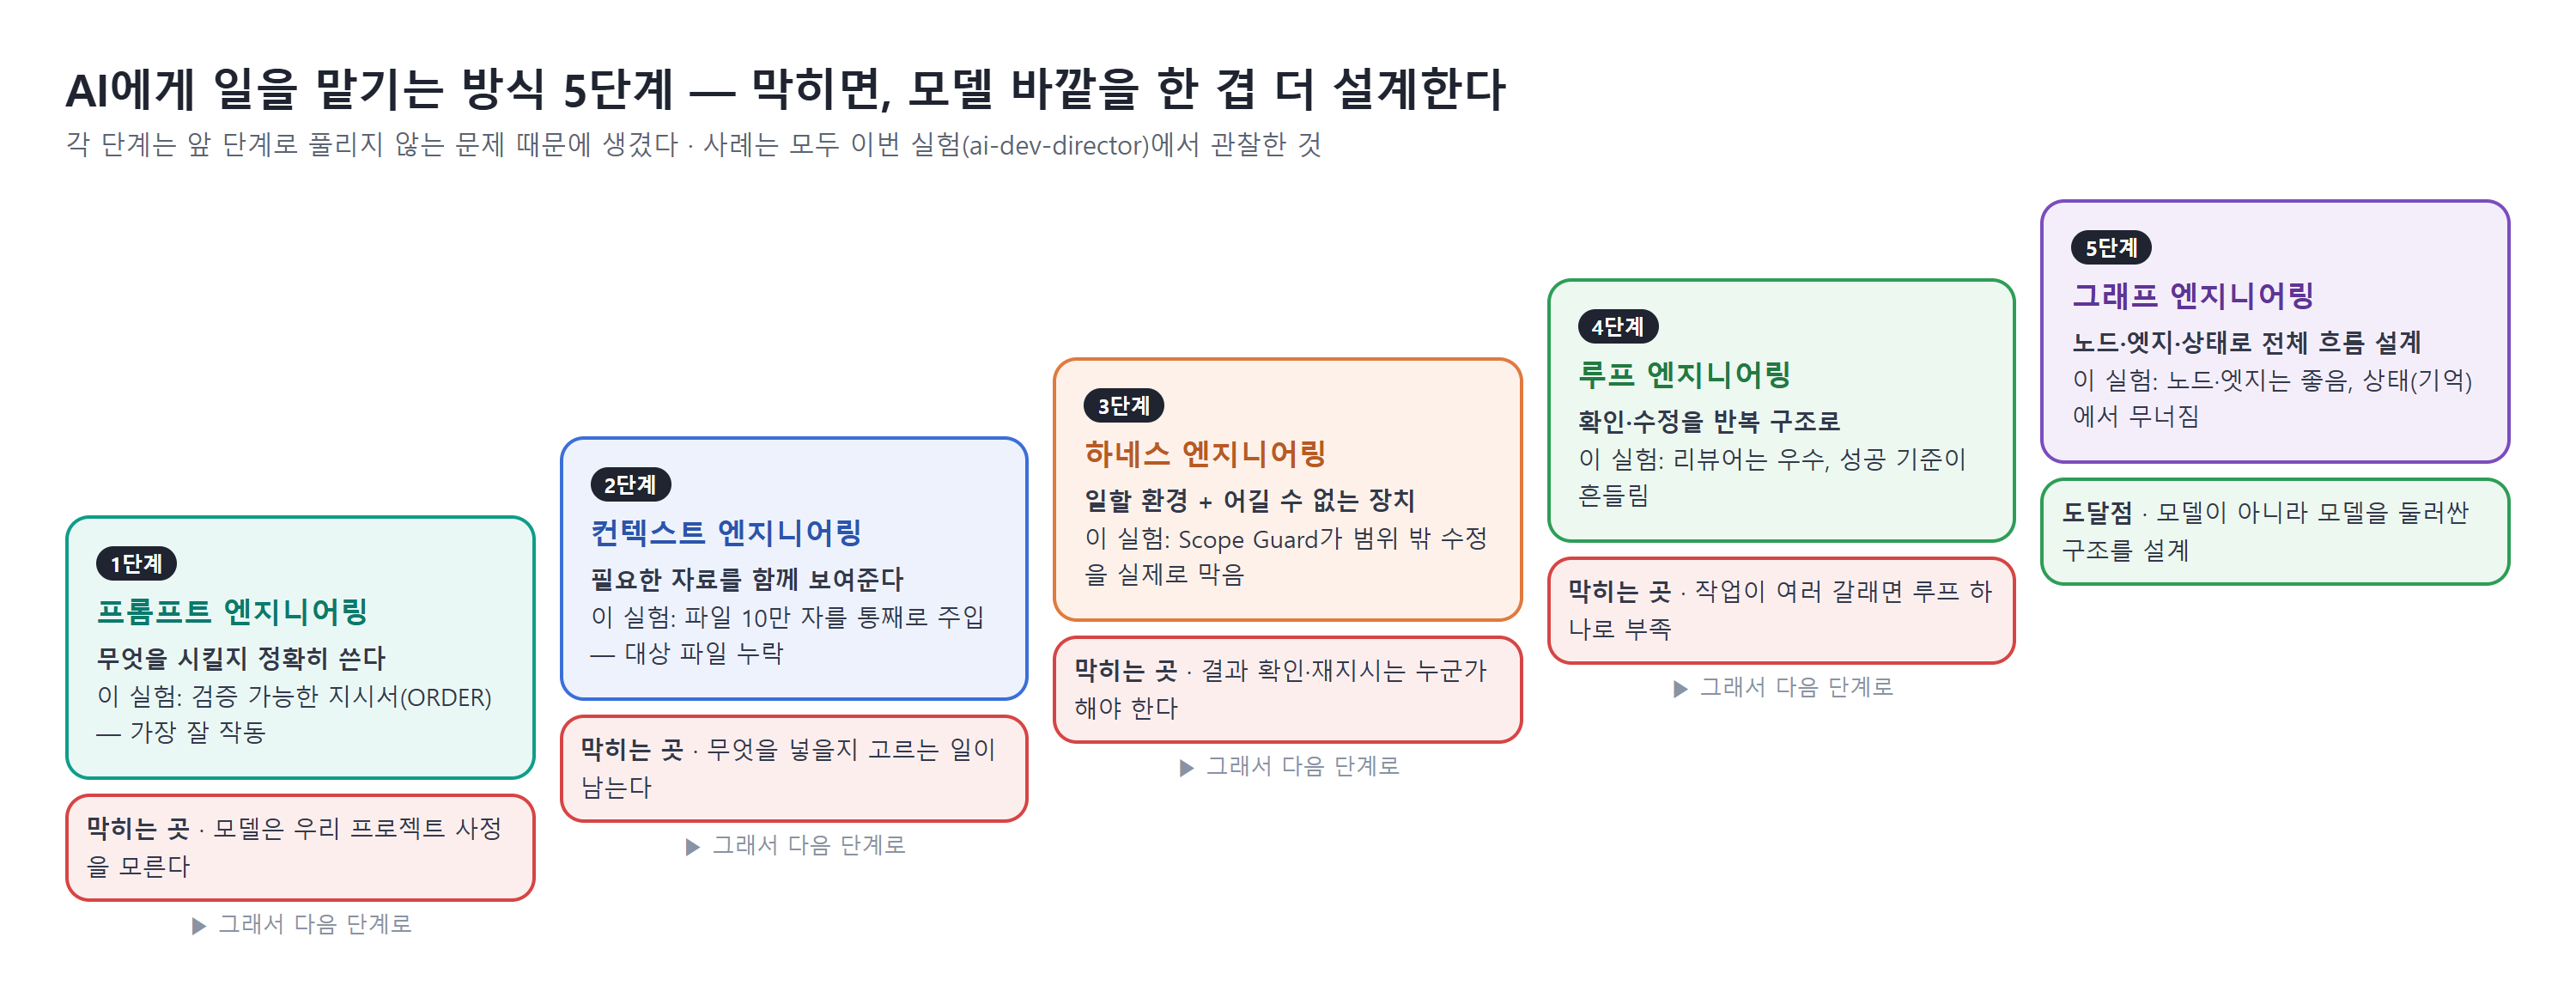 AI에게 일을 맡기는 방식 5단계 — 막히면, 모델 바깥을 한 겹 더 설계한다
각 단계는 앞 단계로 풀리지 않는 문제 때문에 생겼다 · 사례는 모두 이번 실험(ai-dev-director)에서 관찰한 것
1단계
프롬프트 엔지니어링
무엇을 시킬지 정확히 쓴다
이 실험: 검증 가능한 지시서(ORDER)
— 가장 잘 작동
막히는 곳 · 모델은 우리 프로젝트 사정
을 모른다
▶ 그래서 다음 단계로
2단계
컨텍스트 엔지니어링
필요한 자료를 함께 보여준다
이 실험: 파일 10만 자를 통째로 주입
— 대상 파일 누락
막히는 곳 · 무엇을 넣을지 고르는 일이
남는다
▶ 그래서 다음 단계로
3단계
하네스 엔지니어링
일할 환경 + 어길 수 없는 장치
이 실험: Scope Guard가 범위 밖 수정
을 실제로 막음
막히는 곳 · 결과 확인·재지시는 누군가
해야 한다
▶ 그래서 다음 단계로
4단계
루프 엔지니어링
확인·수정을 반복 구조로
이 실험: 리뷰어는 우수, 성공 기준이
흔들림
막히는 곳 · 작업이 여러 갈래면 루프 하
나로 부족
▶ 그래서 다음 단계로
5단계
그래프 엔지니어링
노드·엣지·상태로 전체 흐름 설계
이 실험: 노드·엣지는 좋음, 상태(기억)
에서 무너짐
도달점 · 모델이 아니라 모델을 둘러싼
구조를 설계